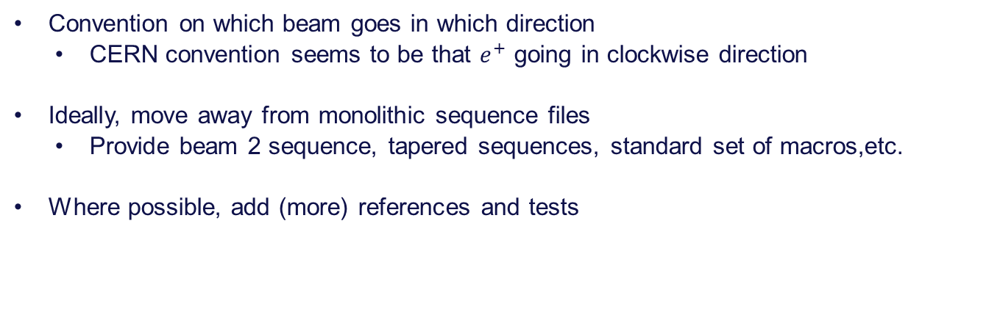 • Convention on which beam goes in which direction
• CERN convention seems to be that e⁺ going in clockwise direction
• Ideally, move away from monolithic sequence files
• Provide beam 2 sequence, tapered sequences, standard set of macros,etc.
• Where possible, add (more) references and tests